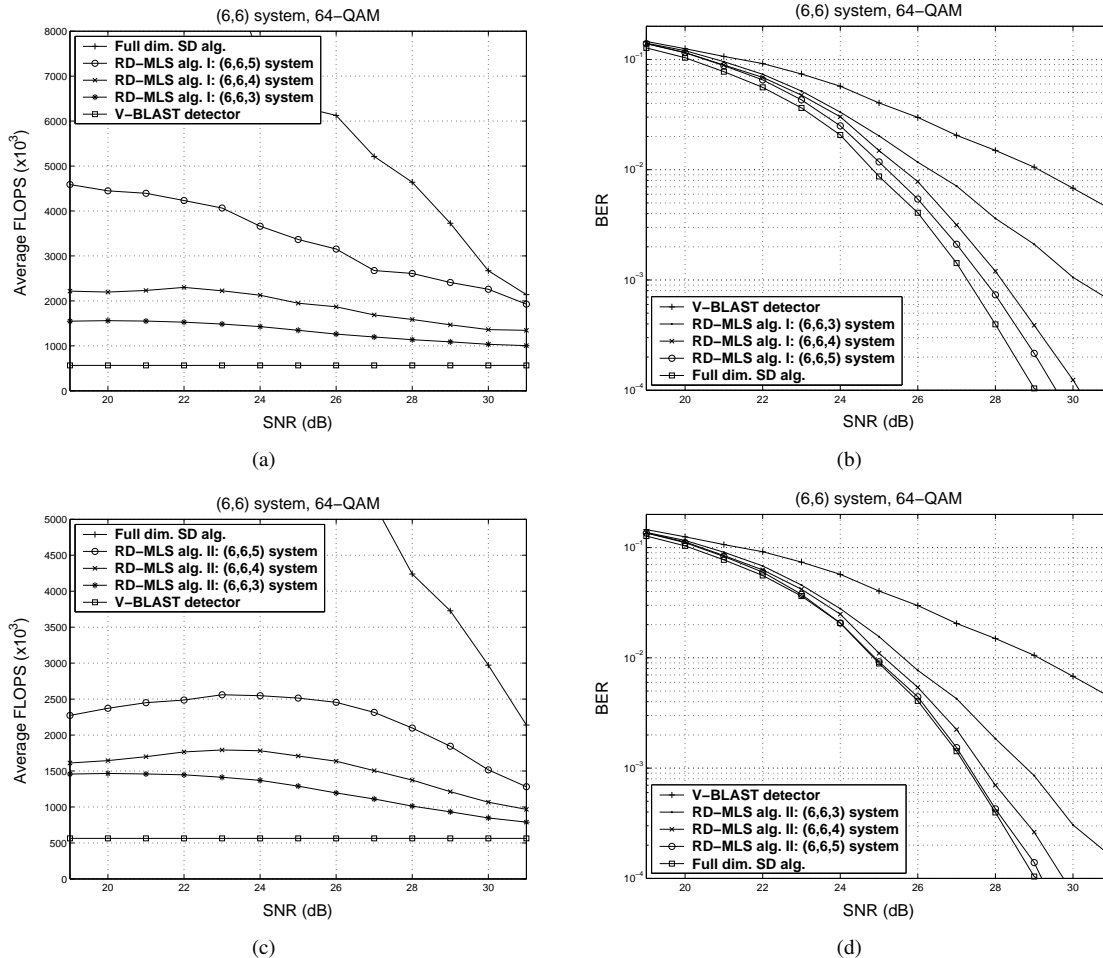 (6,6) system, 64−QAM
8000
7000
6000
5000
4000
3000
2000
1000
0
Average FLOPS (x10^3)
Full dim. SD alg.
RD−MLS alg. I: (6,6,5) system
RD−MLS alg. I: (6,6,4) system
RD−MLS alg. I: (6,6,3) system
V−BLAST detector
20 22 24 26 28 30
SNR (dB)
(a)
(6,6) system, 64−QAM
10^−1
10^−2
10^−3
10^−4
BER
V−BLAST detector
RD−MLS alg. I: (6,6,3) system
RD−MLS alg. I: (6,6,4) system
RD−MLS alg. I: (6,6,5) system
Full dim. SD alg.
20 22 24 26 28 30
SNR (dB)
(b)
(6,6) system, 64−QAM
5000
4500
4000
3500
3000
2500
2000
1500
1000
500
0
Average FLOPS (x10^3)
Full dim. SD alg.
RD−MLS alg. II: (6,6,5) system
RD−MLS alg. II: (6,6,4) system
RD−MLS alg. II: (6,6,3) system
V−BLAST detector
20 22 24 26 28 30
SNR (dB)
(c)
(6,6) system, 64−QAM
10^−1
10^−2
10^−3
10^−4
BER
V−BLAST detector
RD−MLS alg. II: (6,6,3) system
RD−MLS alg. II: (6,6,4) system
RD−MLS alg. II: (6,6,5) system
Full dim. SD alg.
20 22 24 26 28 30
SNR (dB)
(d)